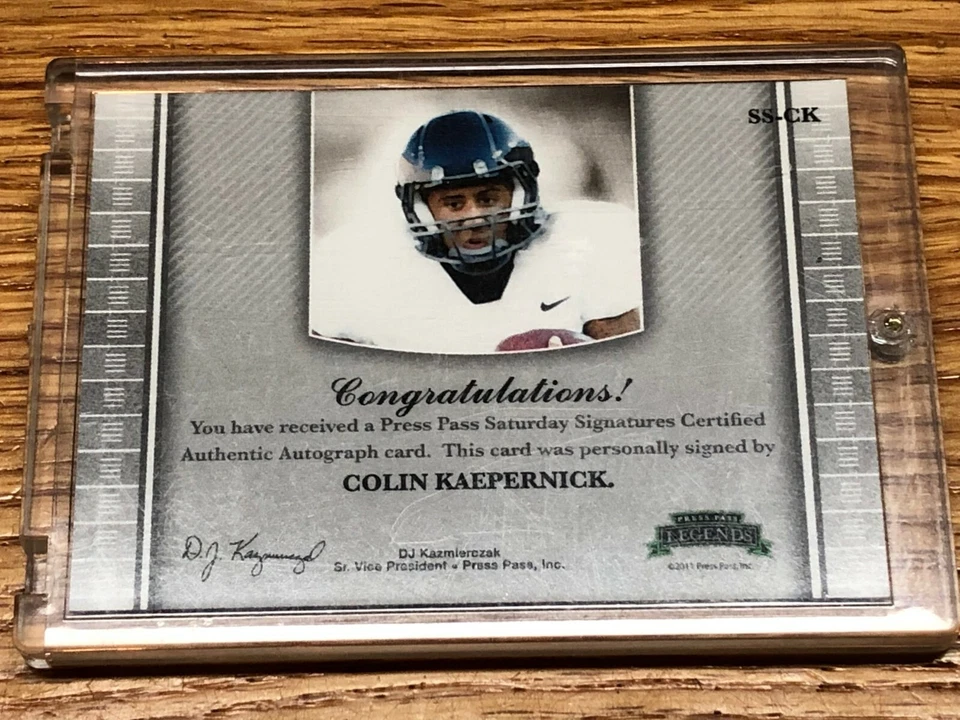 SS-CK
Congratulations!
You have received a Press Pass Saturday Signatures Certified
Authentic Autograph card. This card was personally signed by
COLIN KAEPERNICK.
D.J. Kazmierczak
DJ Kazmierczak
Sr. Vice President • Press Pass, Inc.
PRESS PASS
LEGENDS
©2011 Press Pass, Inc.